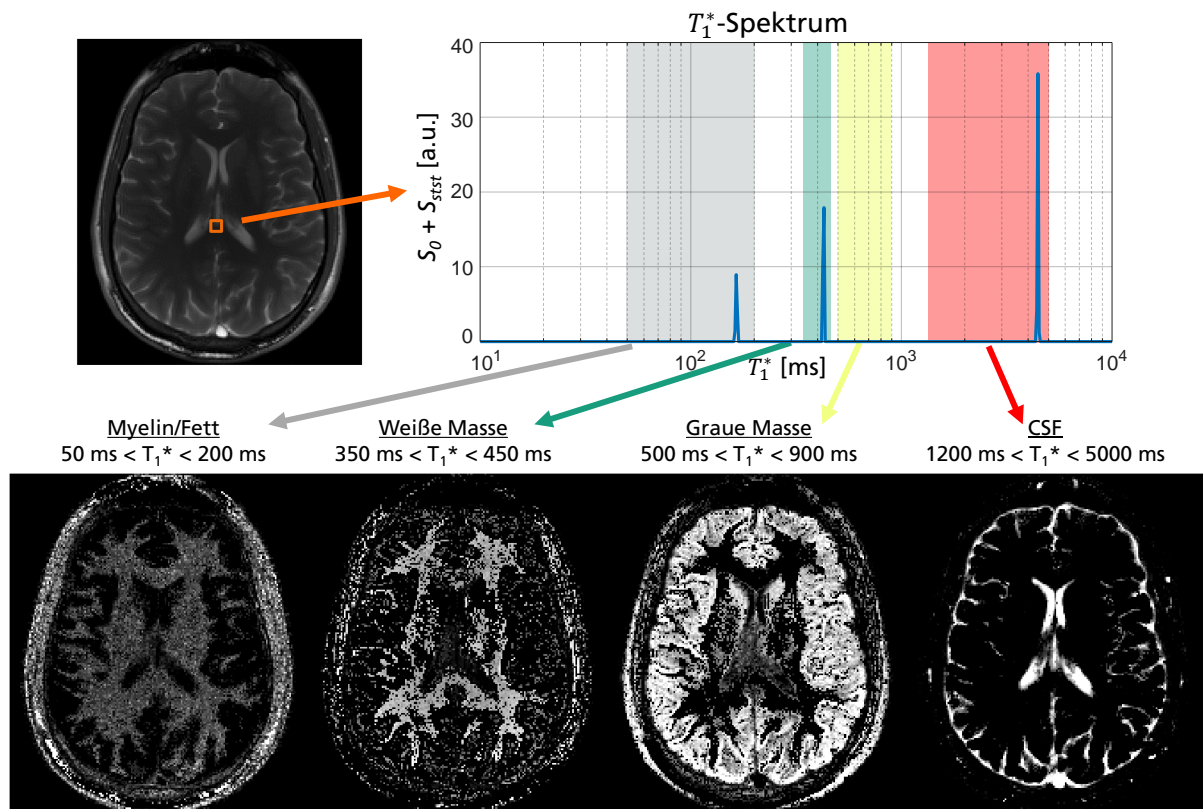 T₁*-Spektrum
S₀ + Sₛₜₛₜ [a.u.]
40
30
20
10
0
10¹
10²
10³
10⁴
T₁* [ms]
Myelin/Fett
50 ms < T₁* < 200 ms
Weiße Masse
350 ms < T₁* < 450 ms
Graue Masse
500 ms < T₁* < 900 ms
CSF
1200 ms < T₁* < 5000 ms